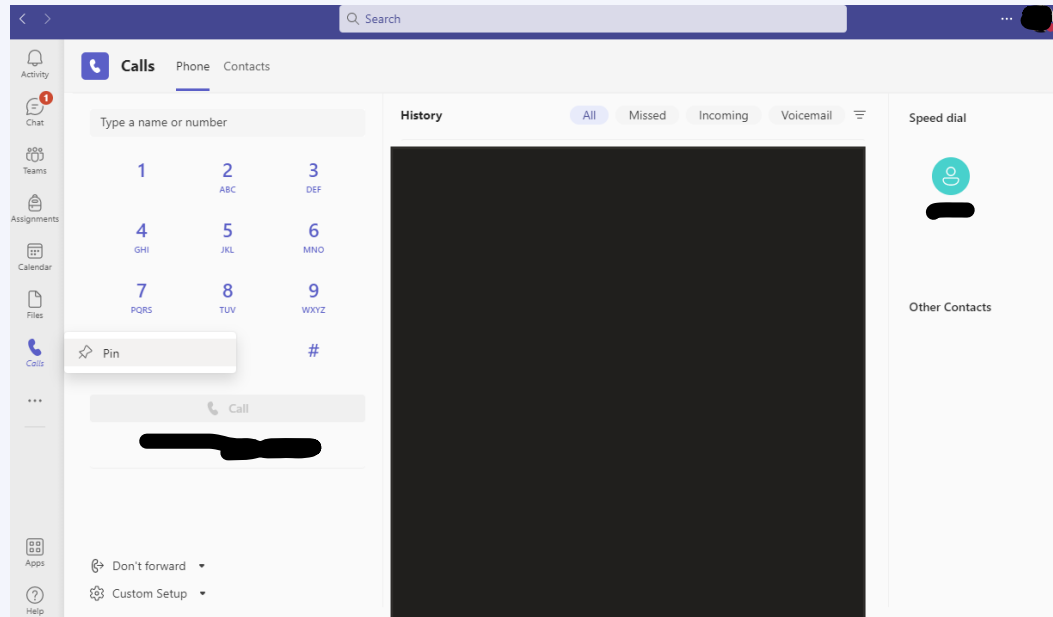 Search
Activity
1
Chat
Teams
Assignments
Calendar
Files
Calls
Apps
Help
Calls Phone Contacts
Type a name or number
1 2 3
ABC DEF
4 5 6
GHI JKL MNO
7 8 9
PQRS TUV WXYZ
Pin
#
Call
Don't forward
Custom Setup
History All Missed Incoming Voicemail
Speed dial
Other Contacts